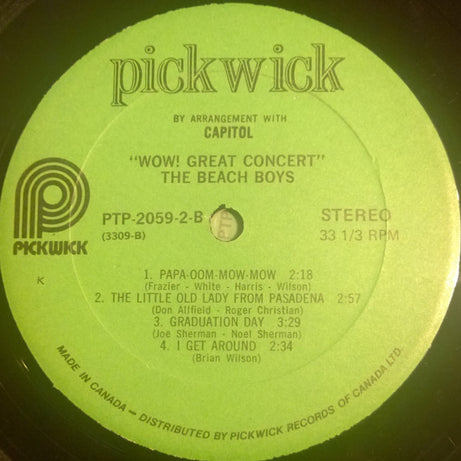 pickwick
BY ARRANGEMENT WITH
CAPITOL
"WOW! GREAT CONCERT"
THE BEACH BOYS
PTP-2059-2-B
(3309-B)
STEREO
33 1/3 RPM
PICKWICK
K
1. PAPA-OOM-MOW-MOW 2:18
(Frazier - White - Harris - Wilson)
2. THE LITTLE OLD LADY FROM PASADENA 2:57
(Don Allfield - Roger Christian)
3. GRADUATION DAY 3:29
(Joe Sherman - Noel Sherman)
4. I GET AROUND 2:34
(Brian Wilson)
MADE IN CANADA - DISTRIBUTED BY PICKWICK RECORDS OF CANADA LTD.